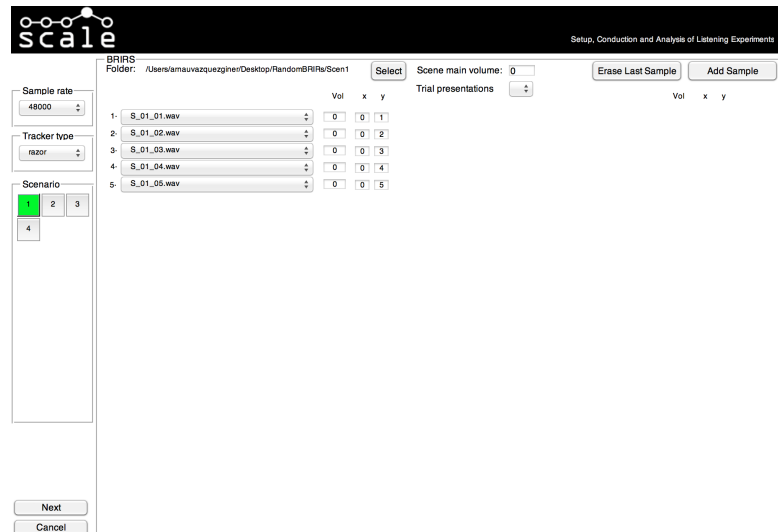 scale
Setup, Conduction and Analysis of Listening Experiments
BRIRS
Folder: /Users/arnauvazquezginer/Desktop/RandomBRIRs/Scen1 Select Scene main volume: 0 Erase Last Sample Add Sample
Trial presentations
Vol x y Vol x y
Sample rate
48000
Tracker type
razor
Scenario
1 2 3
4
1- S_01_01.wav 0 0 1
2- S_01_02.wav 0 0 2
3- S_01_03.wav 0 0 3
4- S_01_04.wav 0 0 4
5- S_01_05.wav 0 0 5
Next
Cancel